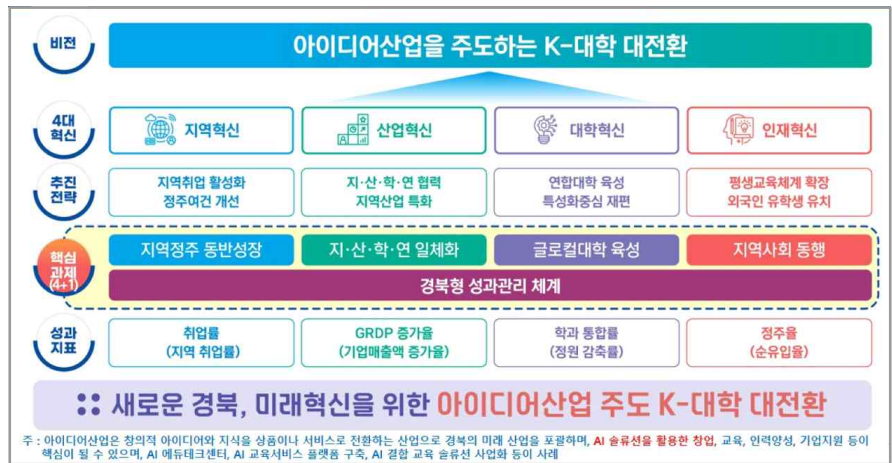 비전
아이디어산업을 주도하는 K-대학 대전환
4대
혁신
지역혁신
산업혁신
대학혁신
인재혁신
추진
전략
지역취업 활성화
정주여건 개선
지·산·학·연 협력
지역산업 특화
연합대학 육성
특성화중심 재편
평생교육체계 확장
외국인 유학생 유치
핵심
과제
(4+1)
지역정주 동반성장
지·산·학·연 일체화
글로컬대학 육성
지역사회 동행
경북형 성과관리 체계
성과
지표
취업률
(지역 취업률)
GRDP 증가율
(기업매출액 증가율)
학과 통합률
(정원 감축률)
정주율
(순유입율)
새로운 경북, 미래혁신을 위한 아이디어산업 주도 K-대학 대전환
주 : 아이디어산업은 창의적 아이디어와 지식을 상품이나 서비스로 전환하는 산업으로 경북의 미래 산업을 포괄하며, AI 솔류션을 활용한 창업, 교육, 인력양성, 기업지원 등이
핵심이 될 수 있으며, AI 에듀테크센터, AI 교육서비스 플랫폼 구축, AI 결합 교육 솔류션 사업화 등이 사례